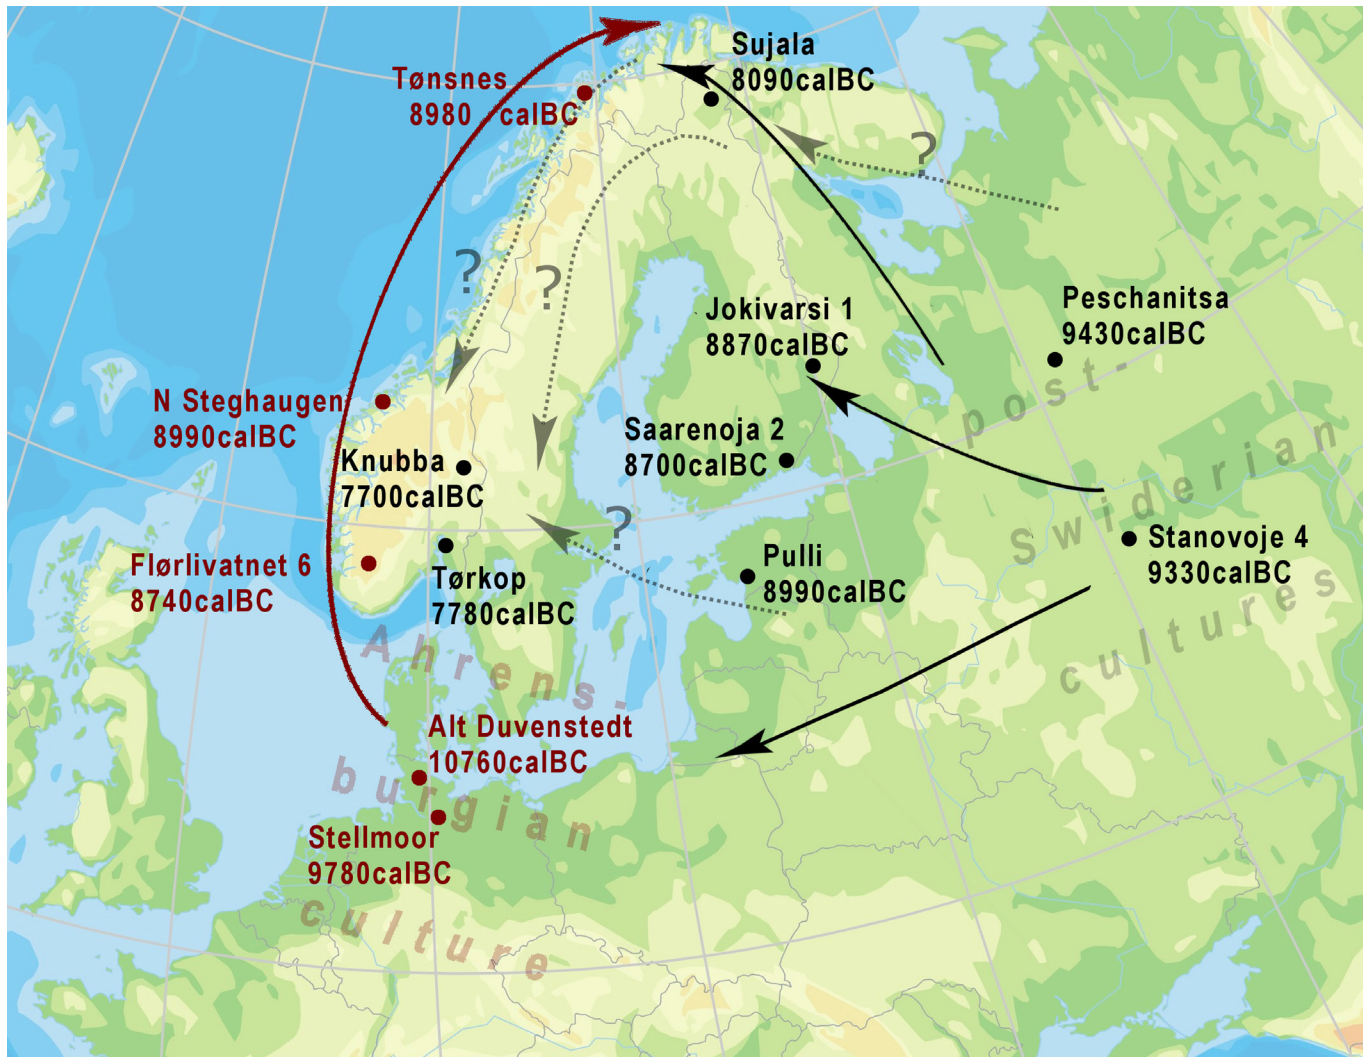 Sujala
8090calBC
Tønsnes
8980 calBC
?
?
?
Peschanitsa
9430calBC
Jokivarsi 1
8870calBC
post-
N Steghaugen
8990calBC
Saarenoja 2
8700calBC
Knubba
7700calBC
Swiderian
?
Stanovoje 4
9330calBC
Pulli
8990calBC
Flørlivatnet 6
8740calBC
Tørkop
7780calBC
cultures
Ahrens-
Alt Duvenstedt
10760calBC
burgian
Stellmoor
9780calBC
culture